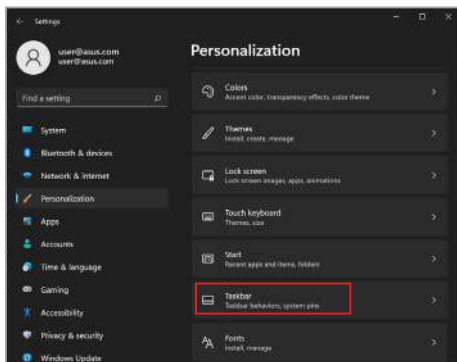 Settings
user@asus.com
user@asus.com
Find a setting
System
Bluetooth & devices
Network & internet
Personalization
Apps
Accounts
Time & language
Gaming
Accessibility
Privacy & security
Windows Update
Personalization
Colors
Accent color, transparency effects, color theme
Themes
Install, create, manage
Lock screen
Lock screen images, apps, animations
Touch keyboard
Themes, size
Start
Recent apps and items, folders
Taskbar
Taskbar behaviors, system pins
Fonts
Install, manage